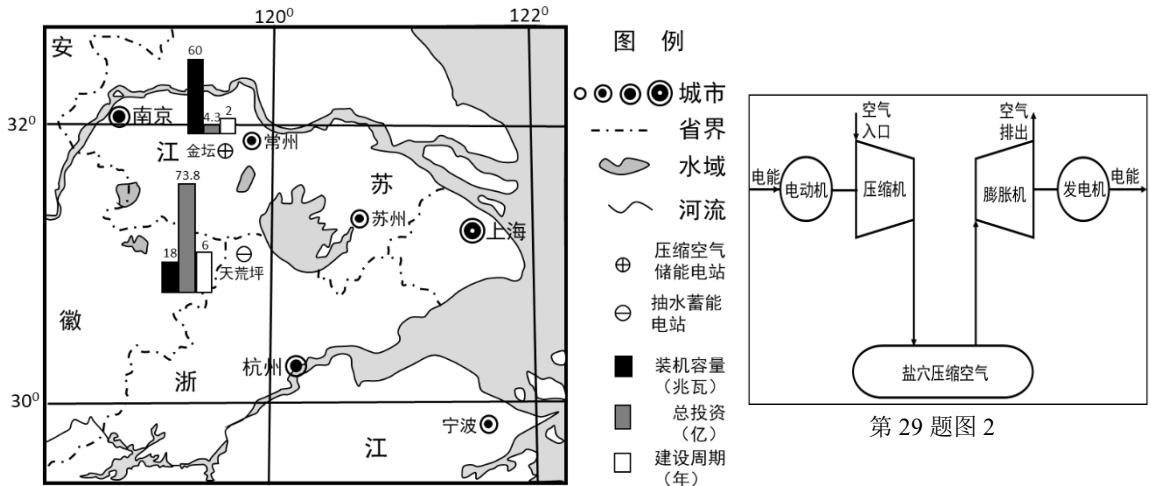 120⁰
122⁰
32⁰
30⁰
安
徽
江
苏
浙
江
南京
常州
金坛
苏州
上海
天荒坪
杭州
宁波
60
4.3
2
73.8
18
6
图 例
城市
省界
水域
河流
压缩空气
储能电站
抽水蓄能
电站
装机容量
（兆瓦）
总投资
（亿）
建设周期
（年）
空气
入口
空气
排出
电能
电动机
压缩机
膨胀机
发电机
电能
盐穴压缩空气
第 29 题图 2